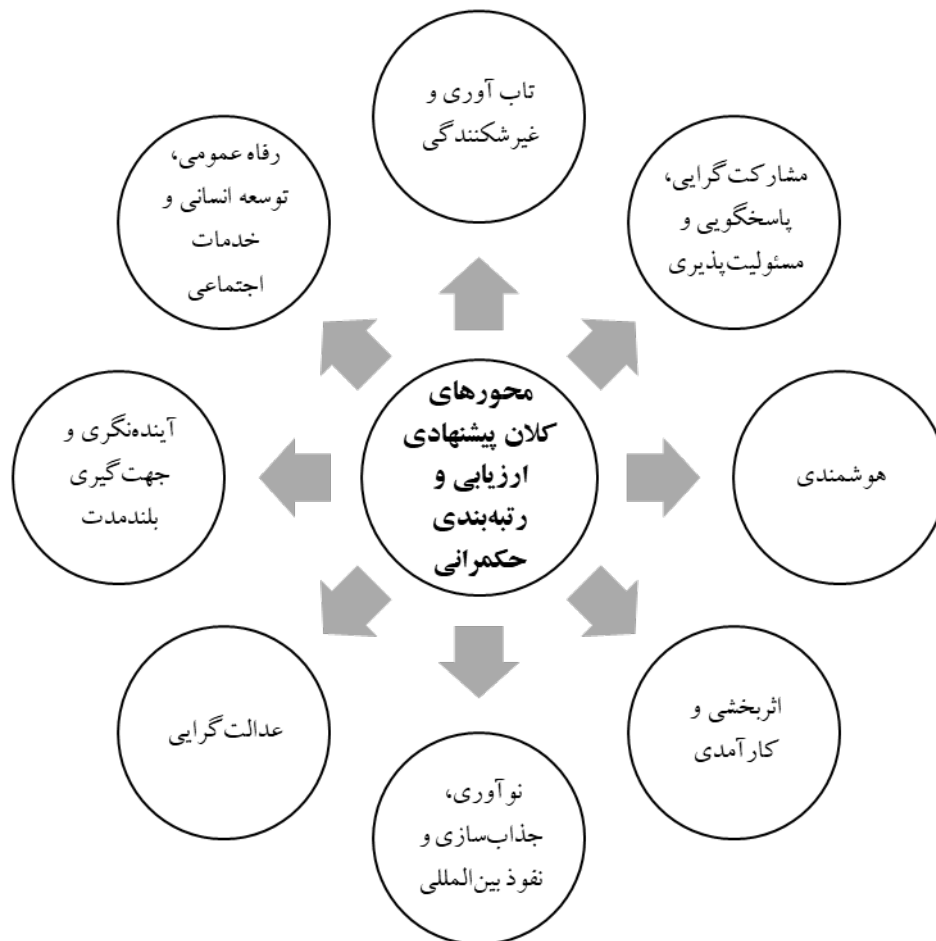 تاب آوری و
غیرشکنندگی
مشارکت‌گرایی،
پاسخگویی و
مسئولیت‌پذیری
هوشمندی
اثربخشی و
کارآمدی
نوآوری،
جذاب‌سازی و
نفوذ بین‌المللی
عدالت‌گرایی
آینده‌نگری و
جهت‌گیری
بلندمدت
رفاه عمومی،
توسعه انسانی و
خدمات
اجتماعی
محورهای
کلان پیشنهادی
ارزیابی و
رتبه‌بندی
حکمرانی